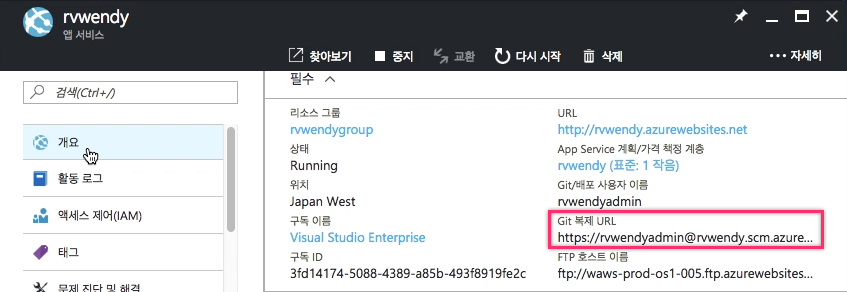 rvwendy
앱 서비스
찾아보기 중지 교환 다시 시작 삭제 ••• 자세히
검색(Ctrl+/)
개요
활동 로그
액세스 제어(IAM)
태그
문제 진단 및 해결
필수
리소스 그룹
rvwendygroup
상태
Running
위치
Japan West
구독 이름
Visual Studio Enterprise
구독 ID
3fd14174-5088-4389-a85b-493f8919fe2c
URL
http://rvwendy.azurewebsites.net
App Service 계획/가격 책정 계층
rvwendy (표준: 1 작음)
Git/배포 사용자 이름
rvwendyadmin
Git 복제 URL
https://rvwendyadmin@rvwendy.scm.azure...
FTP 호스트 이름
ftp://waws-prod-os1-005.ftp.azurewebsites...